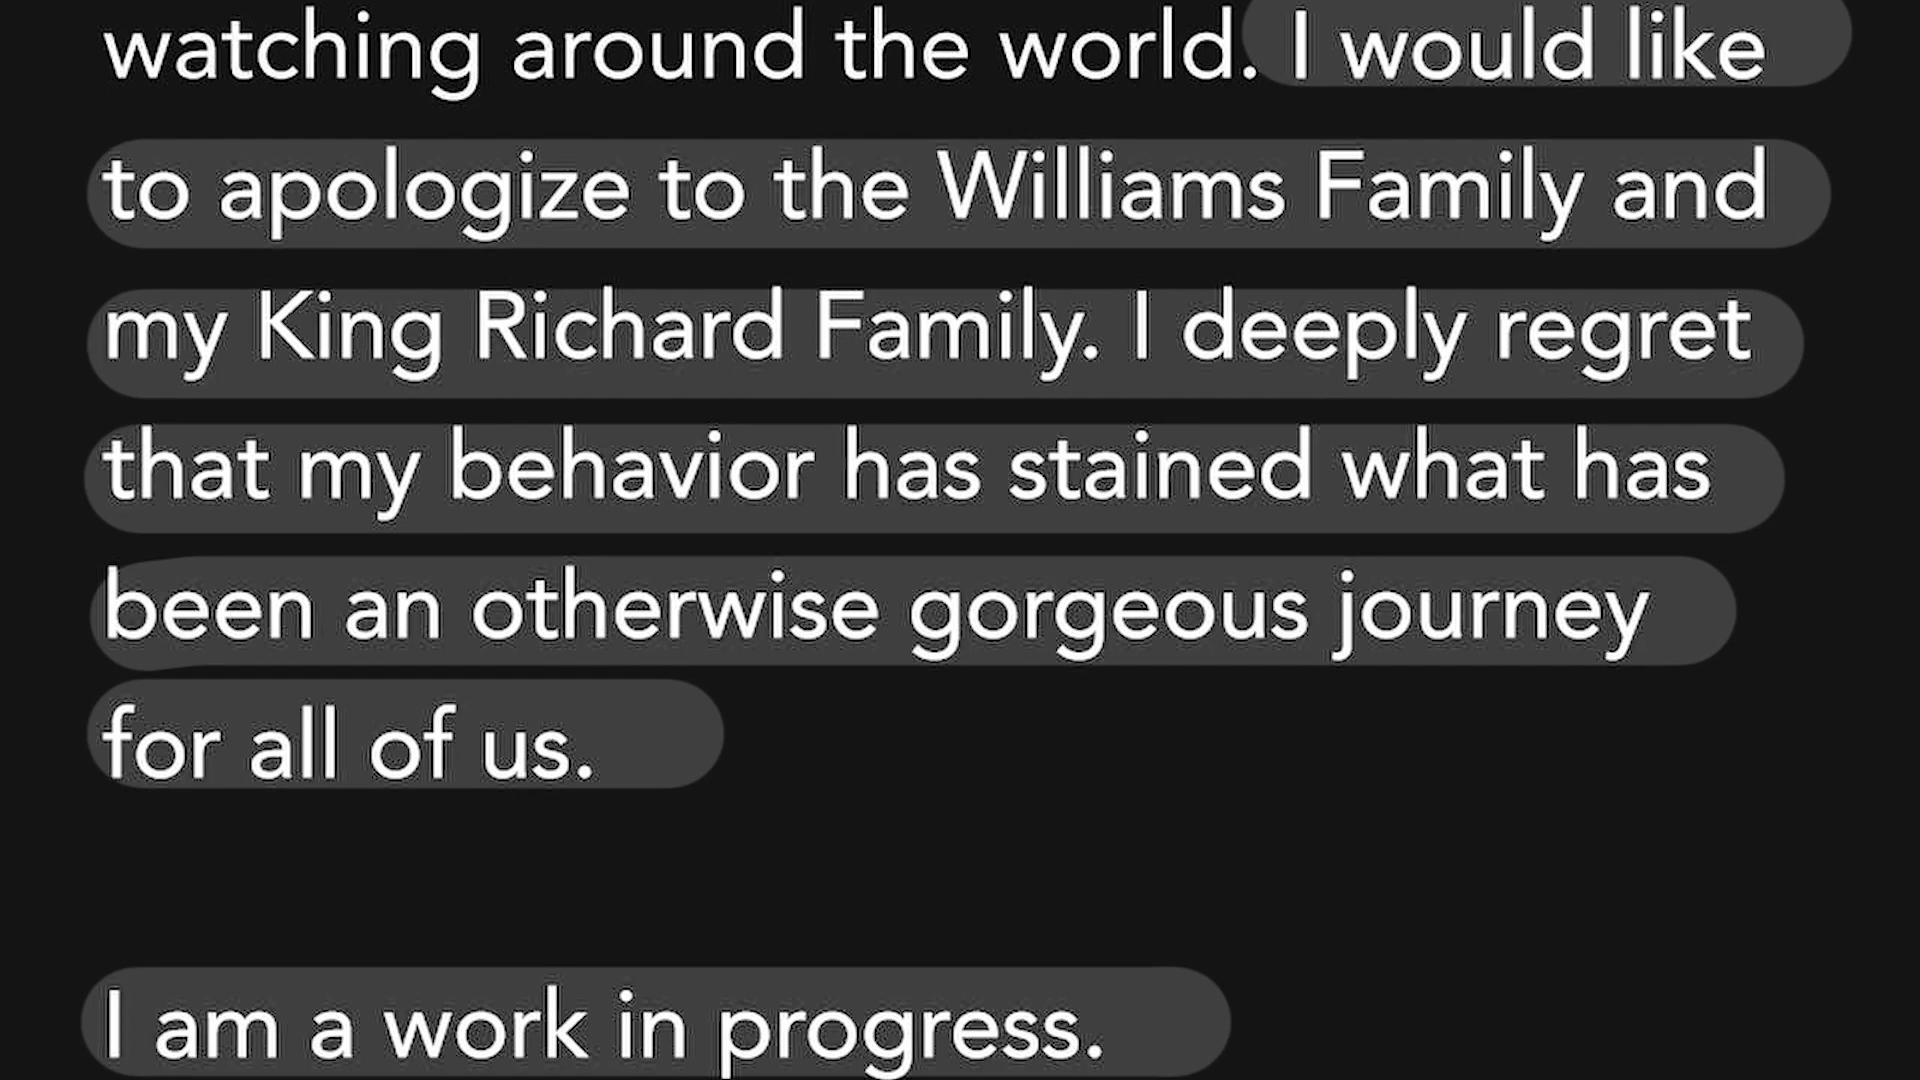 watching around the world. I would like
to apologize to the Williams Family and
my King Richard Family. I deeply regret
that my behavior has stained what has
been an otherwise gorgeous journey
for all of us.
I am a work in progress.